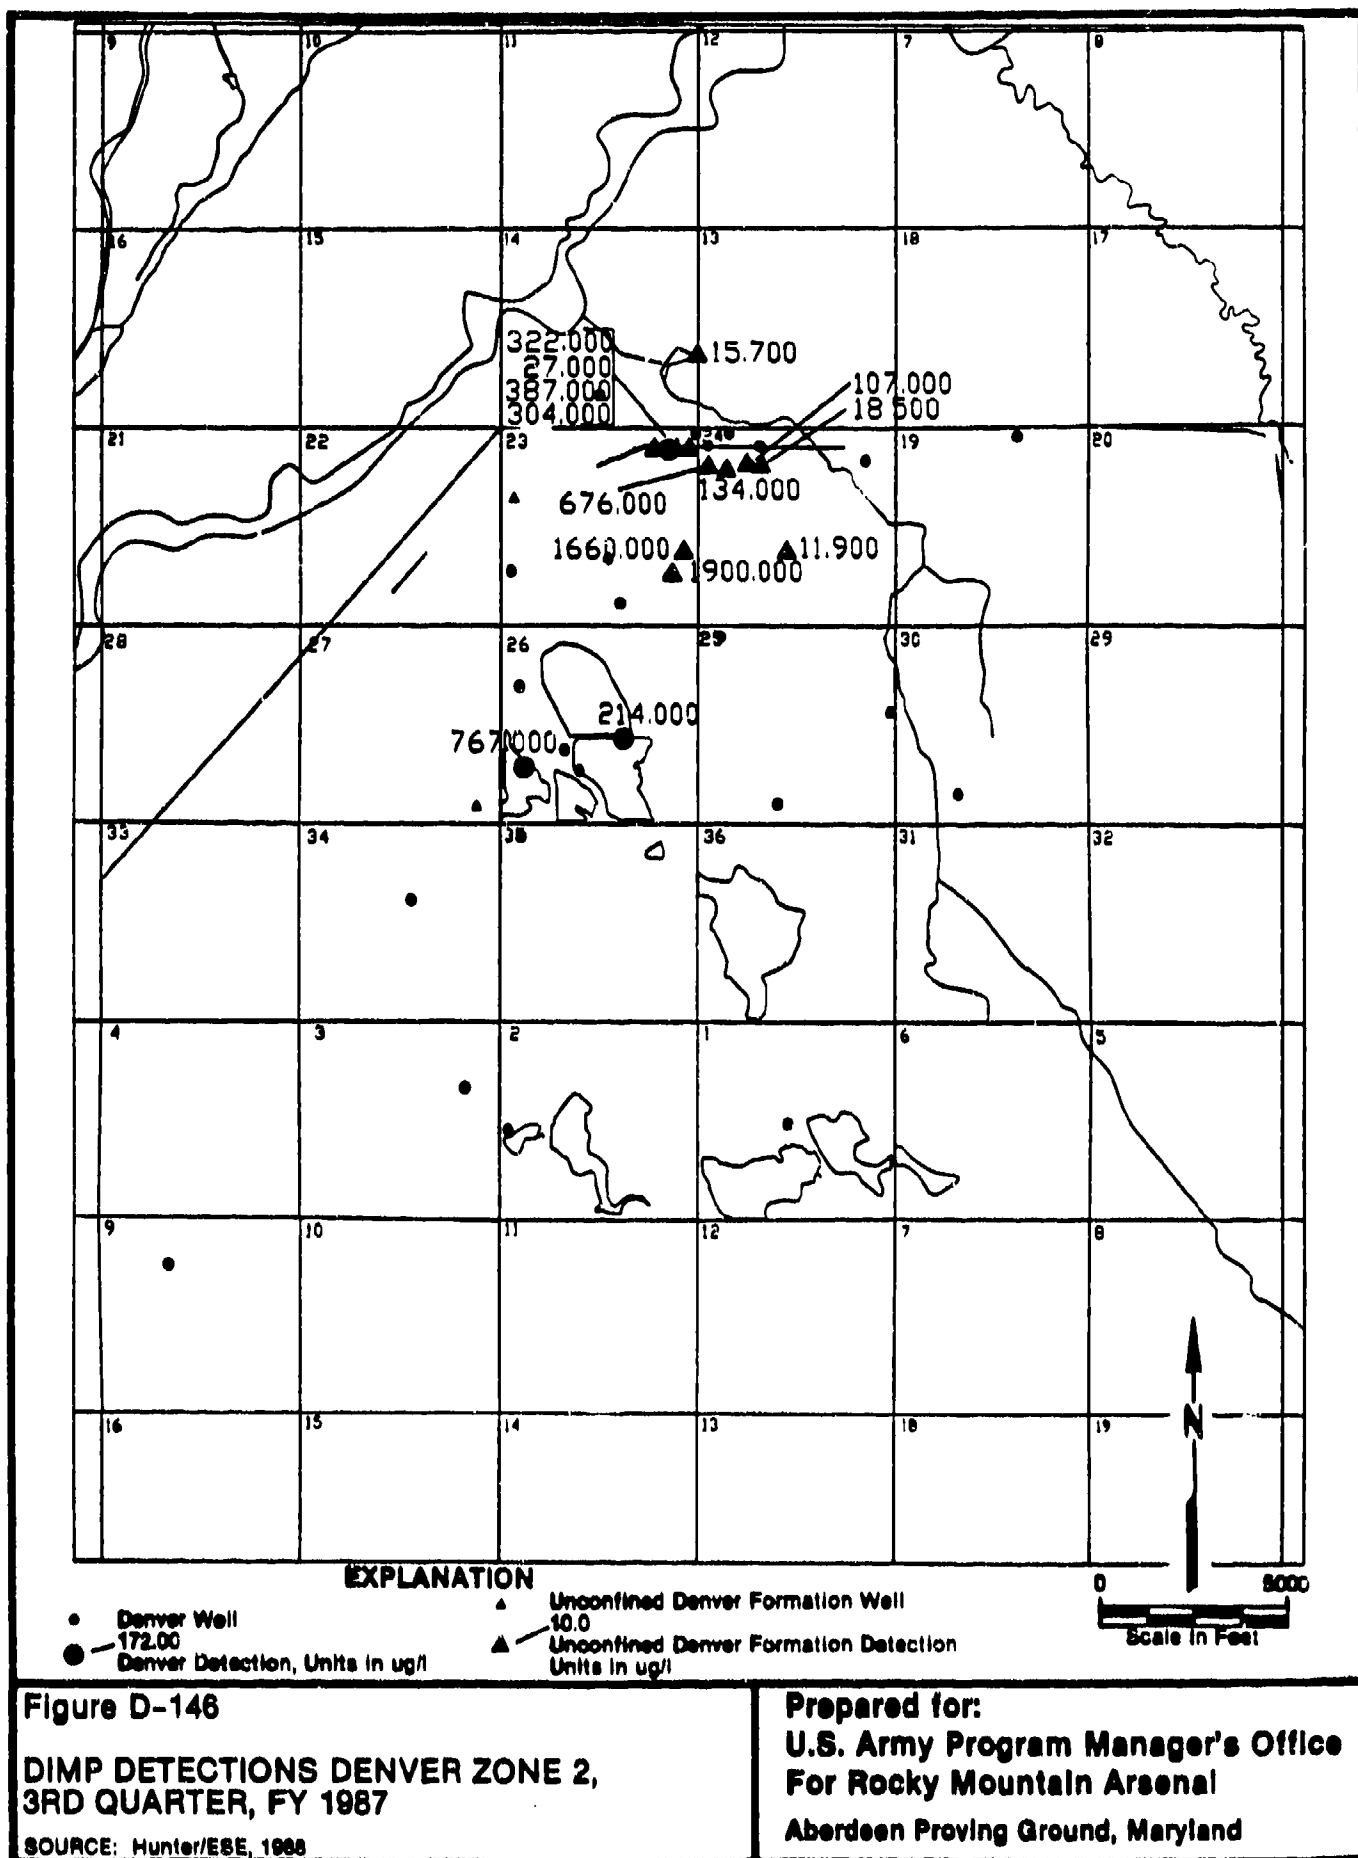 9 10 11 12 7 8
16 15 14 13 18 17
322.000
27.000
387.000
304.000
15.700
107.000
18.500
21 22 23 24 19 20
676.000
134.000
1660.000
11.900
1900.000
28 27 26 25 30 29
214.000
767.000
33 34 35 36 31 32
4 3 2 1 6 5
9 10 11 12 7 8
16 15 14 13 18 19
N
EXPLANATION
Denver Well
172.00
Denver Detection, Units in ug/l
Unconfined Denver Formation Well
10.0
Unconfined Denver Formation Detection
Units in ug/l
0 5000
Scale in Feet
Figure D-146
DIMP DETECTIONS DENVER ZONE 2,
3RD QUARTER, FY 1987
SOURCE: Hunter/ESE, 1988
Prepared for:
U.S. Army Program Manager's Office
For Rocky Mountain Arsenal
Aberdeen Proving Ground, Maryland